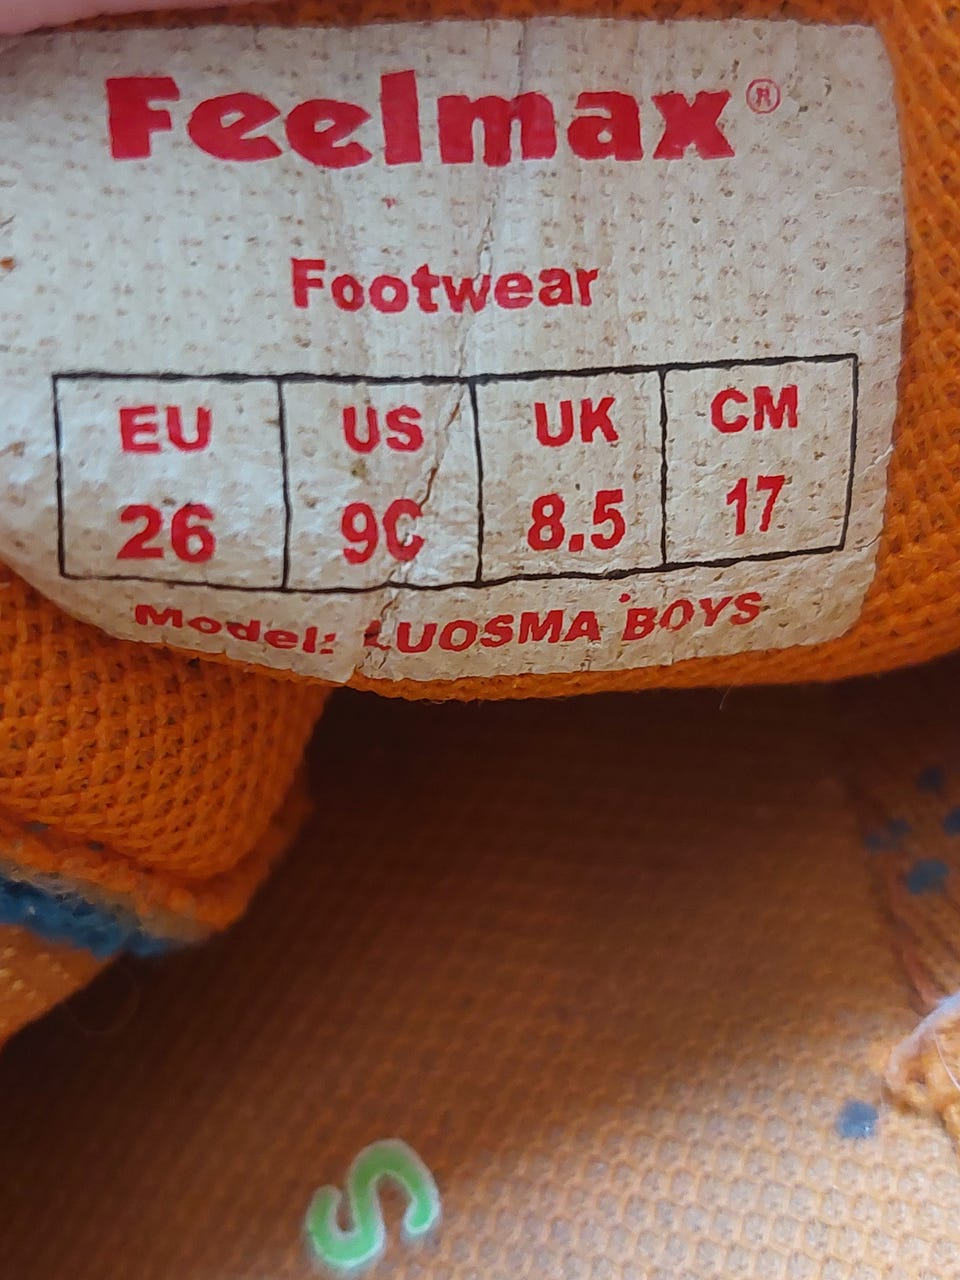 Feelmax®
Footwear
EU US UK CM
26 9C 8.5 17
Model: LUOSMA BOYS
S